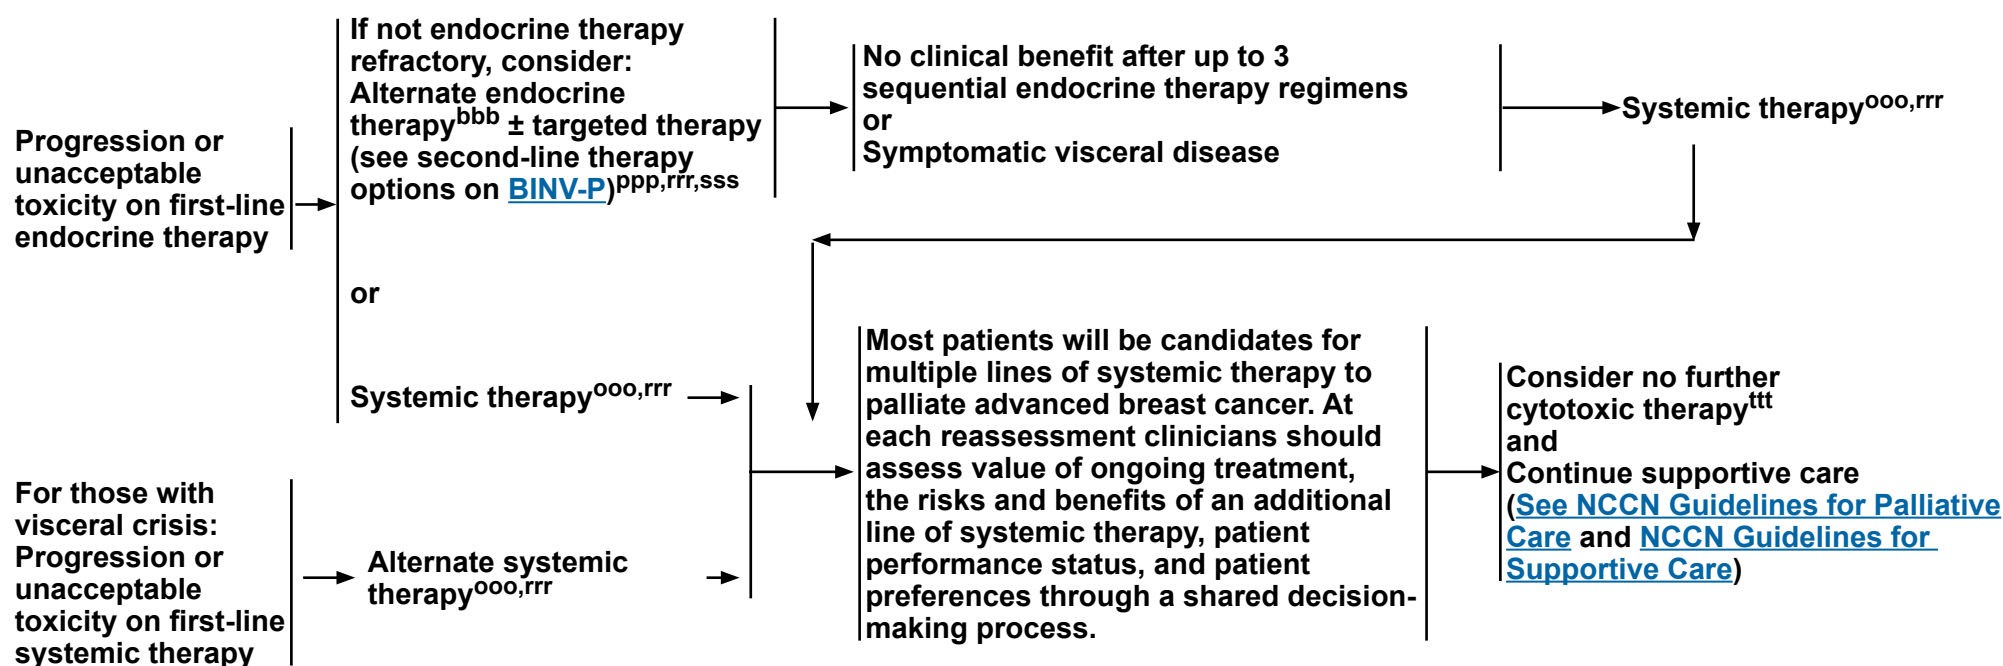 Progression or
unacceptable
toxicity on first-line
endocrine therapy
If not endocrine therapy
refractory, consider:
Alternate endocrine
therapybbb ± targeted therapy
(see second-line therapy
options on BINV-P)ppp,rrr,sss
or
Systemic therapyooo,rrr
No clinical benefit after up to 3
sequential endocrine therapy regimens
or
Symptomatic visceral disease
Systemic therapyooo,rrr
For those with
visceral crisis:
Progression or
unacceptable
toxicity on first-line
systemic therapy
Alternate systemic
therapyooo,rrr
Most patients will be candidates for
multiple lines of systemic therapy to
palliate advanced breast cancer. At
each reassessment clinicians should
assess value of ongoing treatment,
the risks and benefits of an additional
line of systemic therapy, patient
performance status, and patient
preferences through a shared decision-
making process.
Consider no further
cytotoxic therapyttt
and
Continue supportive care
(See NCCN Guidelines for Palliative
Care and NCCN Guidelines for
Supportive Care)